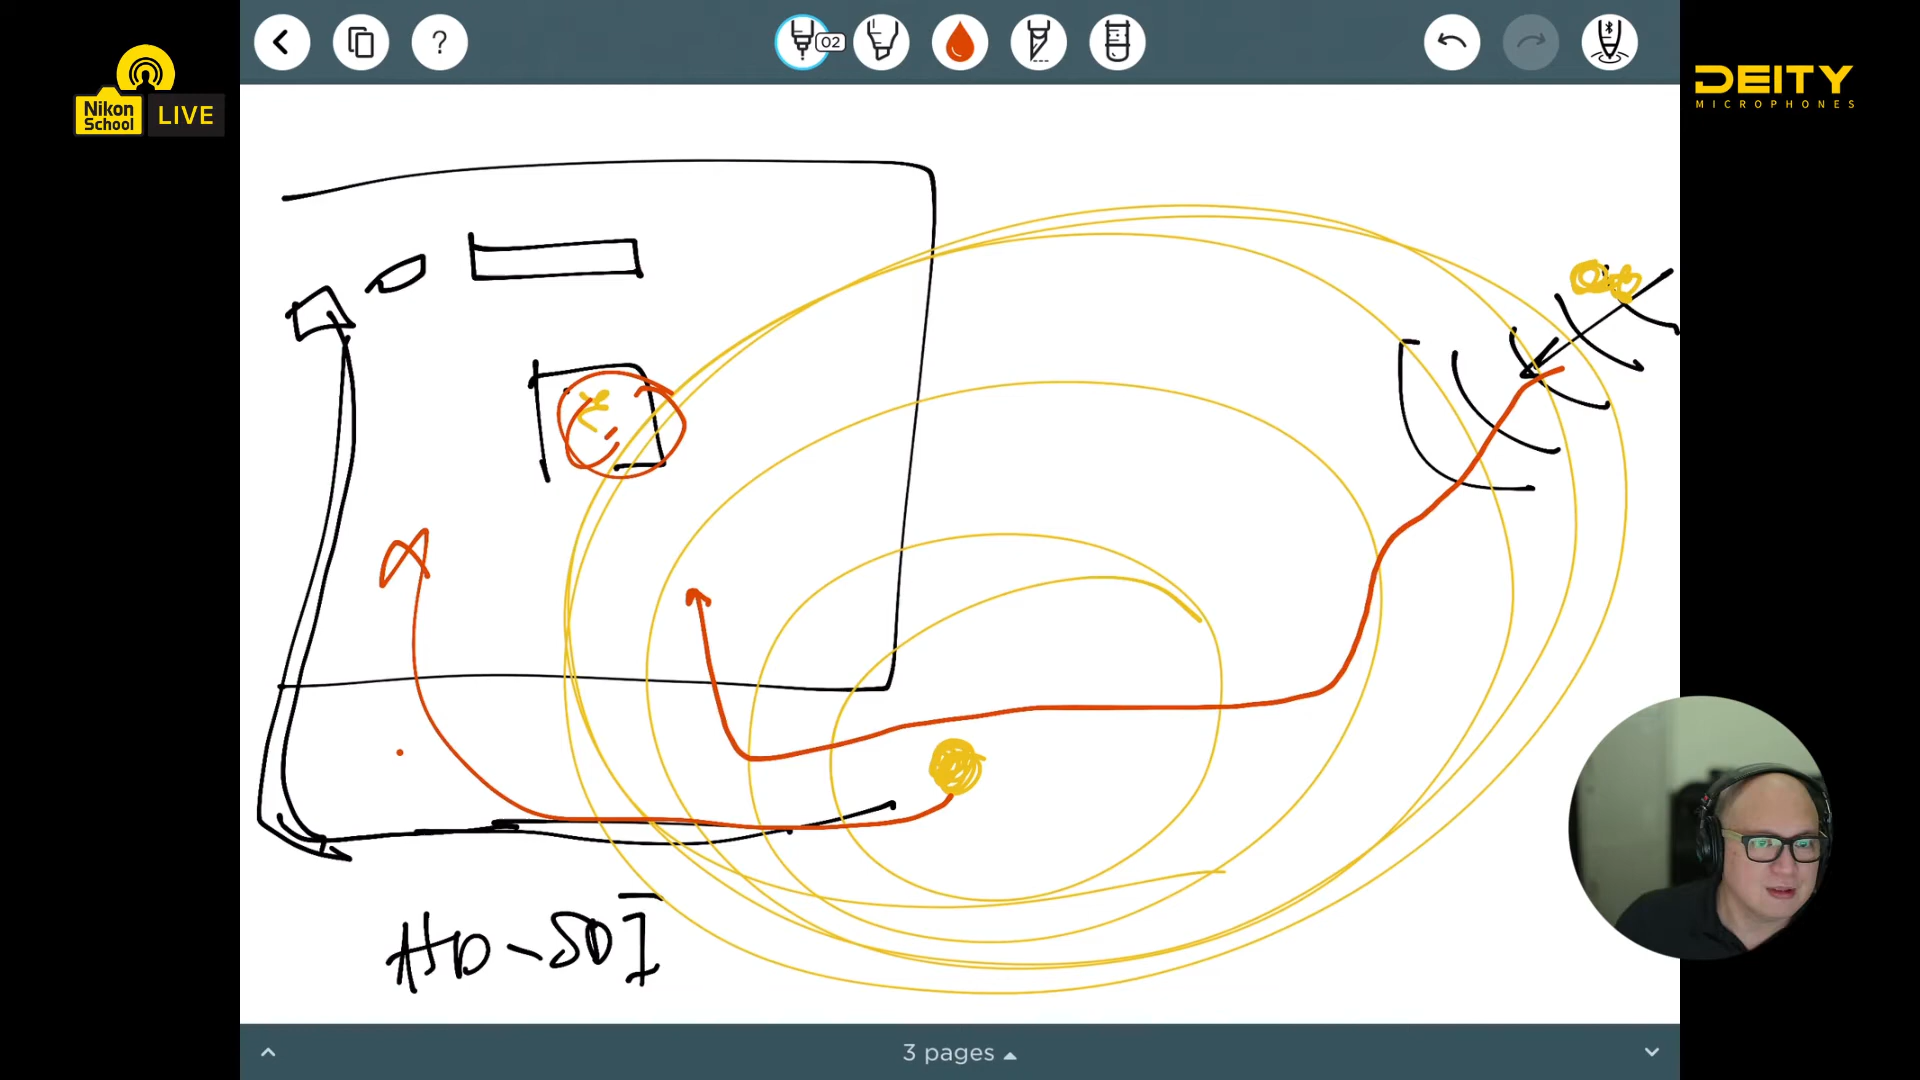 Nikon
School
LIVE
?
02
DEITY
MICROPHONES
HD-SDI
3 pages